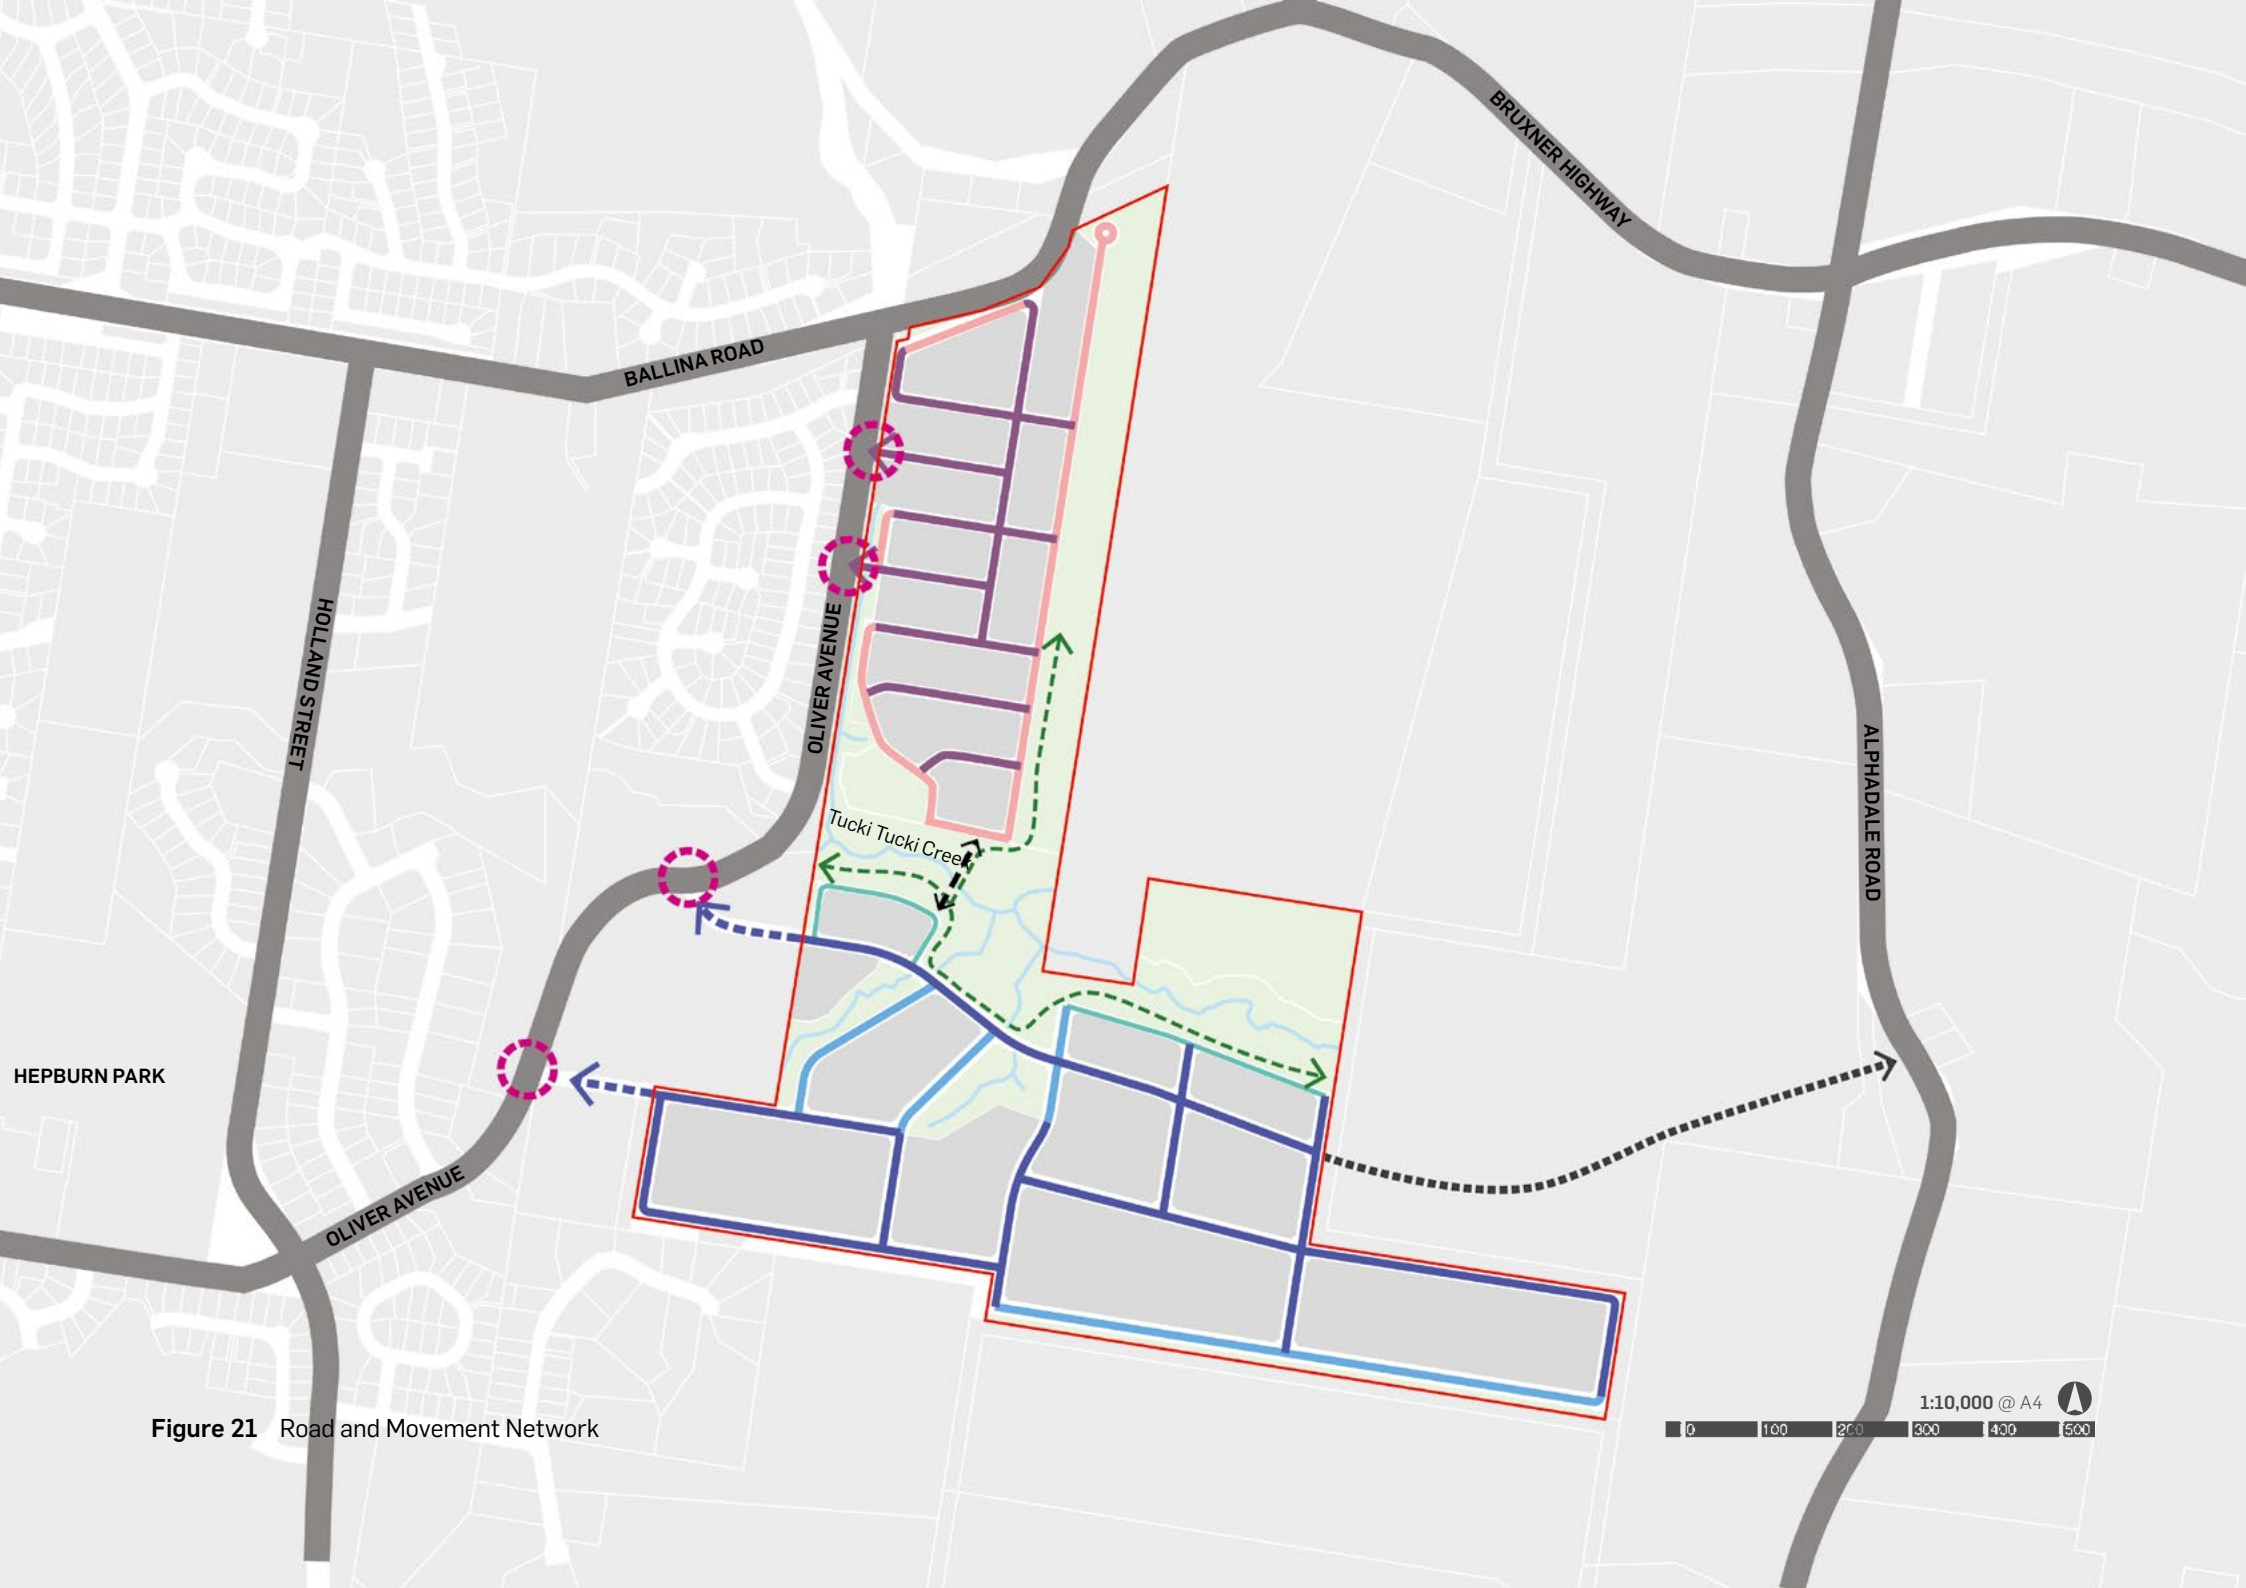 BRUXNER HIGHWAY
BALLINA ROAD
HOLLAND STREET
OLIVER AVENUE
ALPHADALE ROAD
Tucki Tucki Creek
HEPBURN PARK
OLIVER AVENUE
1:10,000 @ A4
0 100 200 300 400 500
Figure 21 Road and Movement Network